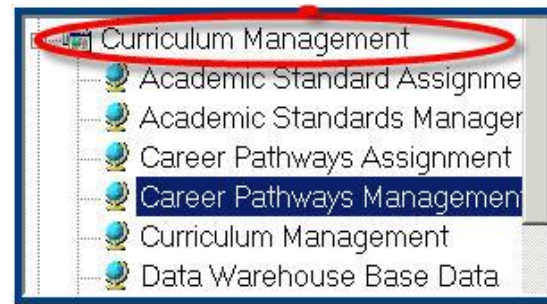 Curriculum Management
Academic Standard Assignme
Academic Standards Manager
Career Pathways Assignment
Career Pathways Management
Curriculum Management
Data Warehouse Base Data